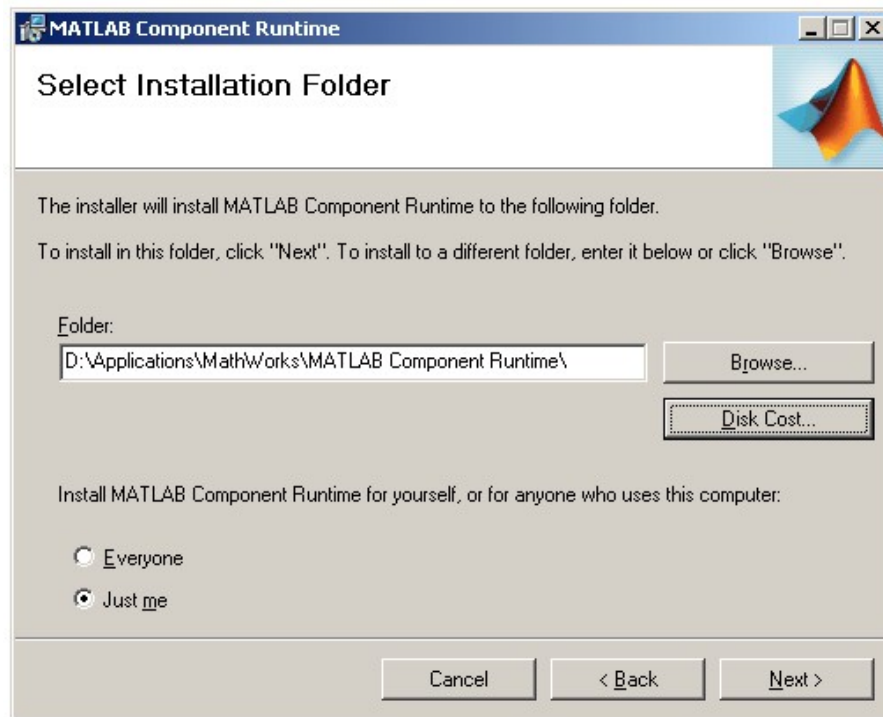 MATLAB Component Runtime
Select Installation Folder
The installer will install MATLAB Component Runtime to the following folder.
To install in this folder, click "Next". To install to a different folder, enter it below or click "Browse".
Folder:
D:\Applications\MathWorks\MATLAB Component Runtime\
Browse...
Disk Cost...
Install MATLAB Component Runtime for yourself, or for anyone who uses this computer:
Everyone
Just me
Cancel
< Back
Next >